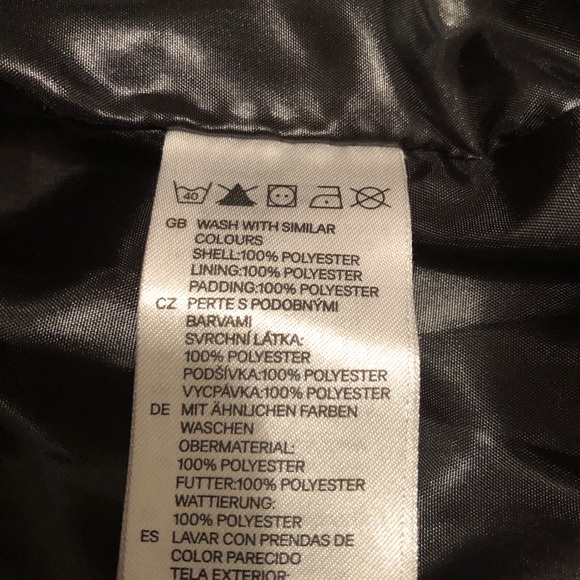 40
GB WASH WITH SIMILAR
COLOURS
SHELL:100% POLYESTER
LINING:100% POLYESTER
PADDING:100% POLYESTER
CZ PERTE S PODOBNÝMI
BARVAMI
SVRCHNÍ LÁTKA:
100% POLYESTER
PODŠÍVKA:100% POLYESTER
VYCPÁVKA:100% POLYESTER
DE MIT ÄHNLICHEN FARBEN
WASCHEN
OBERMATERIAL:
100% POLYESTER
FUTTER:100% POLYESTER
WATTIERUNG:
100% POLYESTER
ES LAVAR CON PRENDAS DE
COLOR PARECIDO
TELA EXTERIOR: